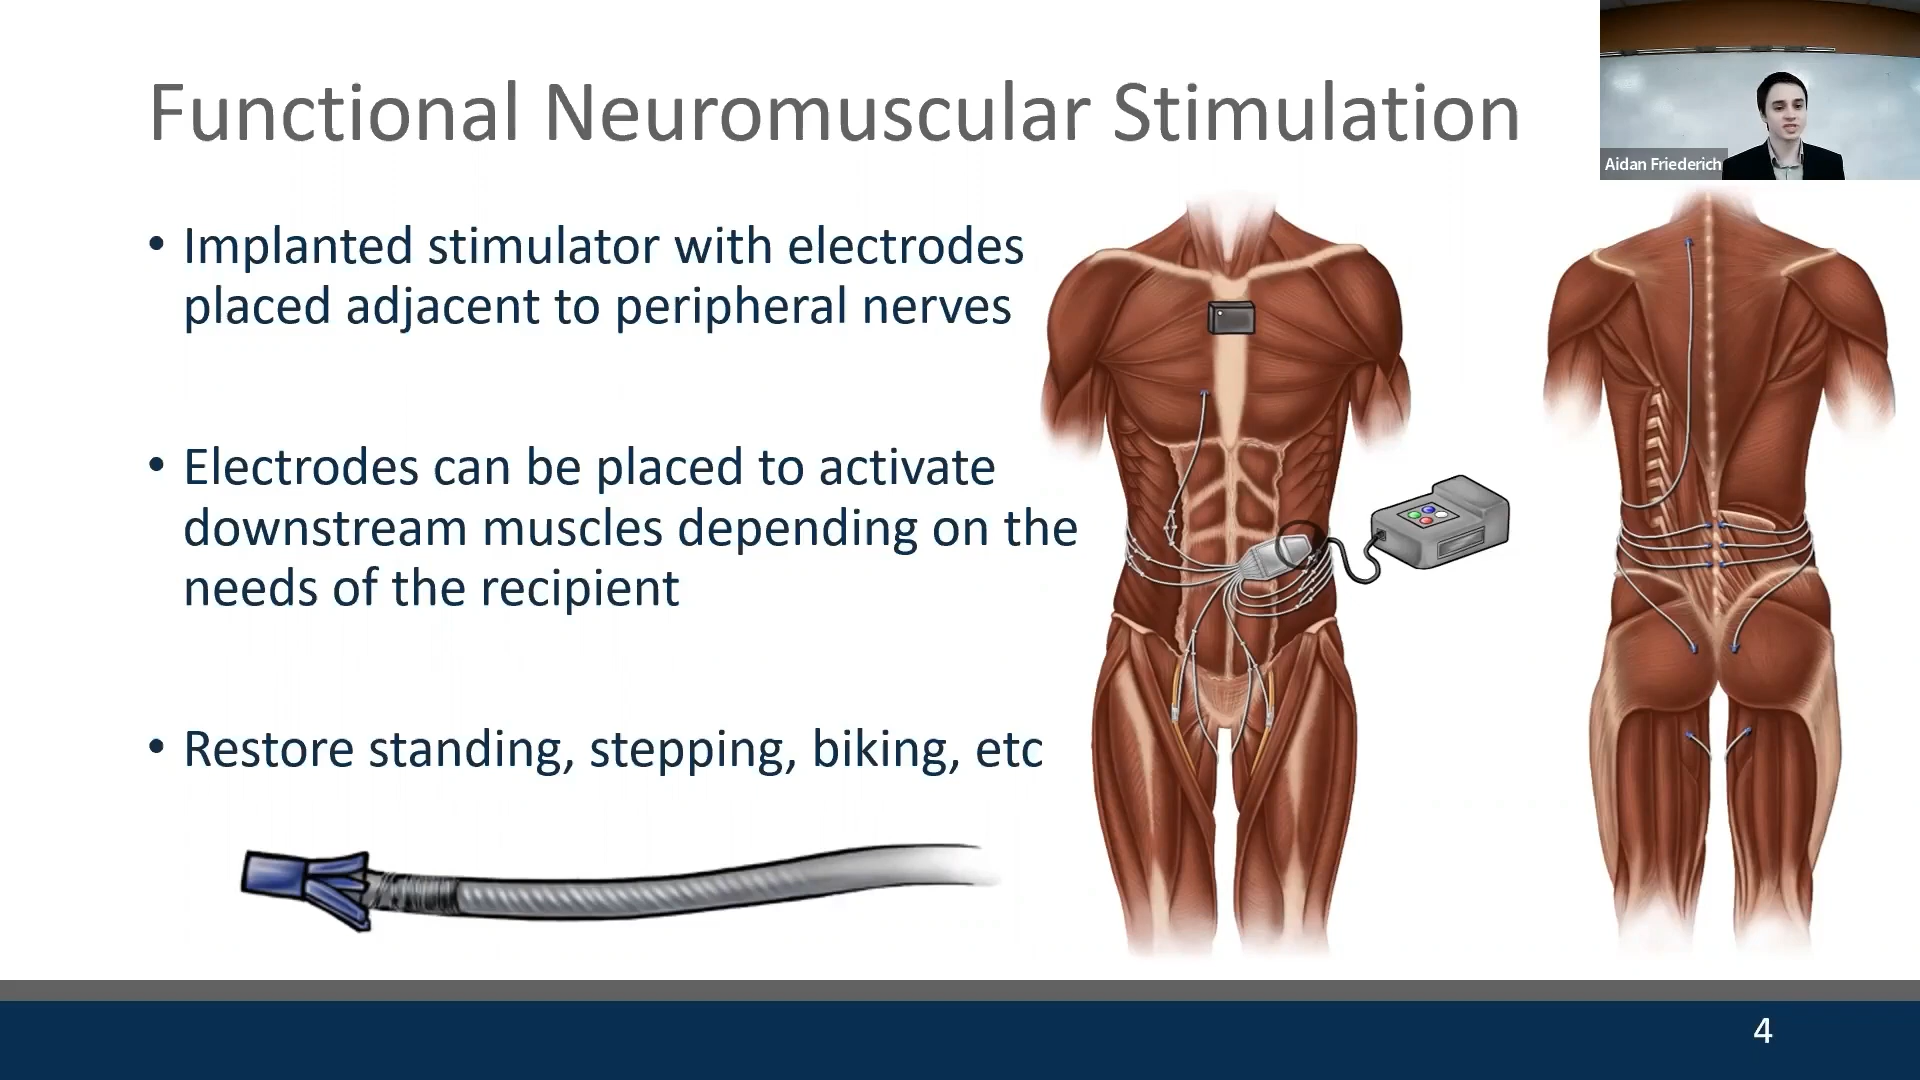 Functional Neuromuscular Stimulation
Aidan Friederich
• Implanted stimulator with electrodes
placed adjacent to peripheral nerves
• Electrodes can be placed to activate
downstream muscles depending on the
needs of the recipient
• Restore standing, stepping, biking, etc
4